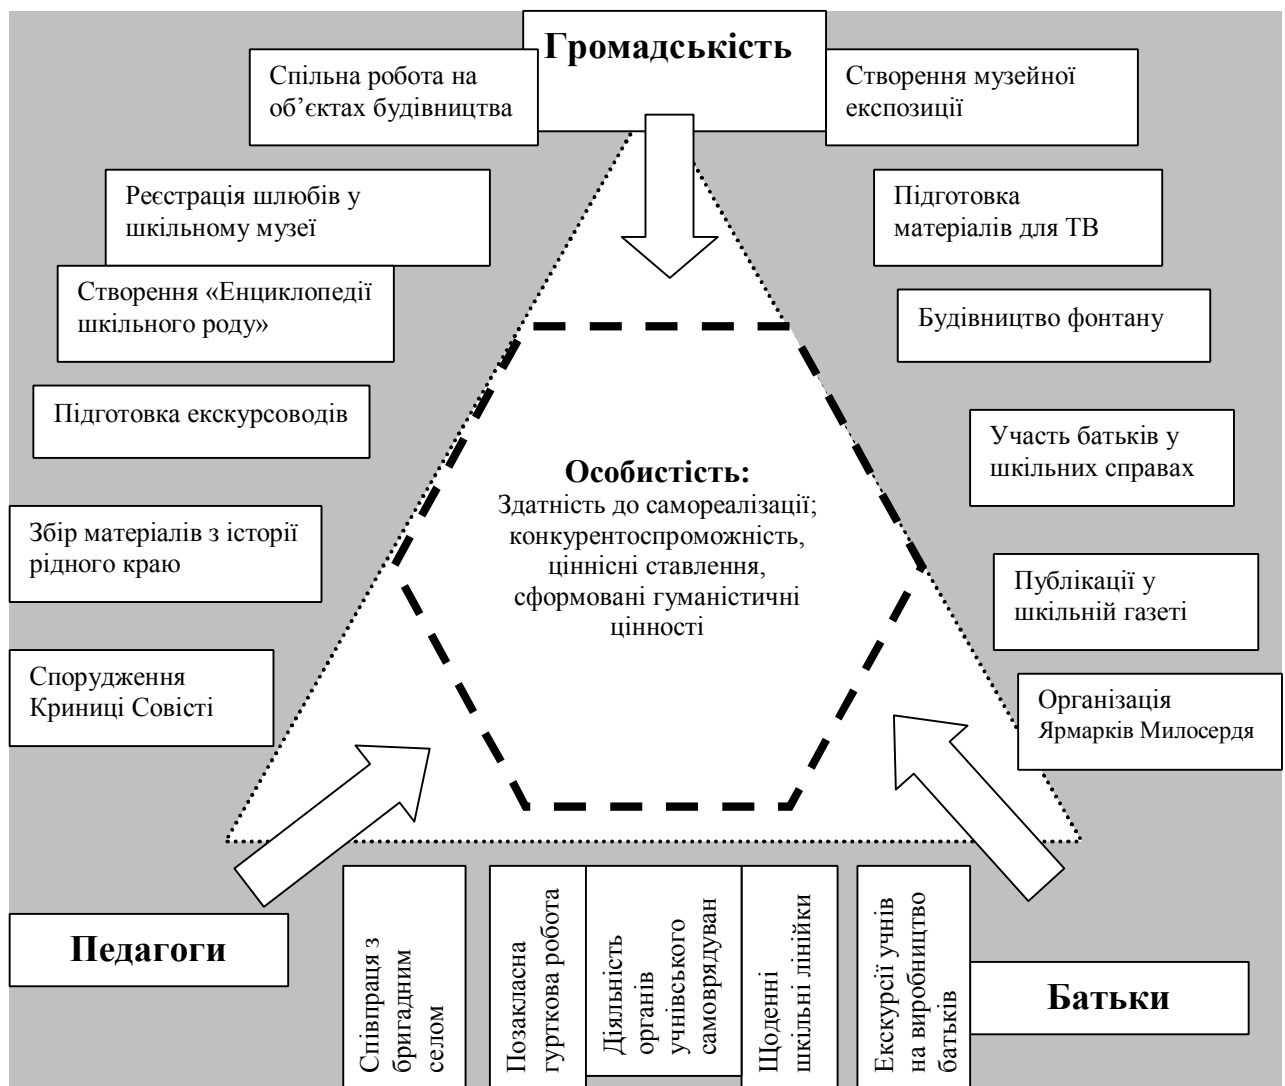 Громадськість
Спільна робота на
об’єктах будівництва
Створення музейної
експозиції
Реєстрація шлюбів у
шкільному музеї
Підготовка
матеріалів для ТВ
Створення «Енциклопедії
шкільного роду»
Будівництво фонтану
Підготовка екскурсоводів
Участь батьків у
шкільних справах
Особистість:
Здатність до самореалізації;
конкурентоспроможність,
ціннісні ставлення,
сформовані гуманістичні
цінності
Збір матеріалів з історії
рідного краю
Публікації у
шкільній газеті
Спорудження
Криниці Совісті
Організація
Ярмарків Милосердя
Педагоги
Співпраця з
бригадним
селом
Позакласна
гурткова робота
Діяльність
органів
учнівського
самоврядуван
Щоденні
шкільні лінійки
Екскурсії учнів
на виробництво
батьків
Батьки